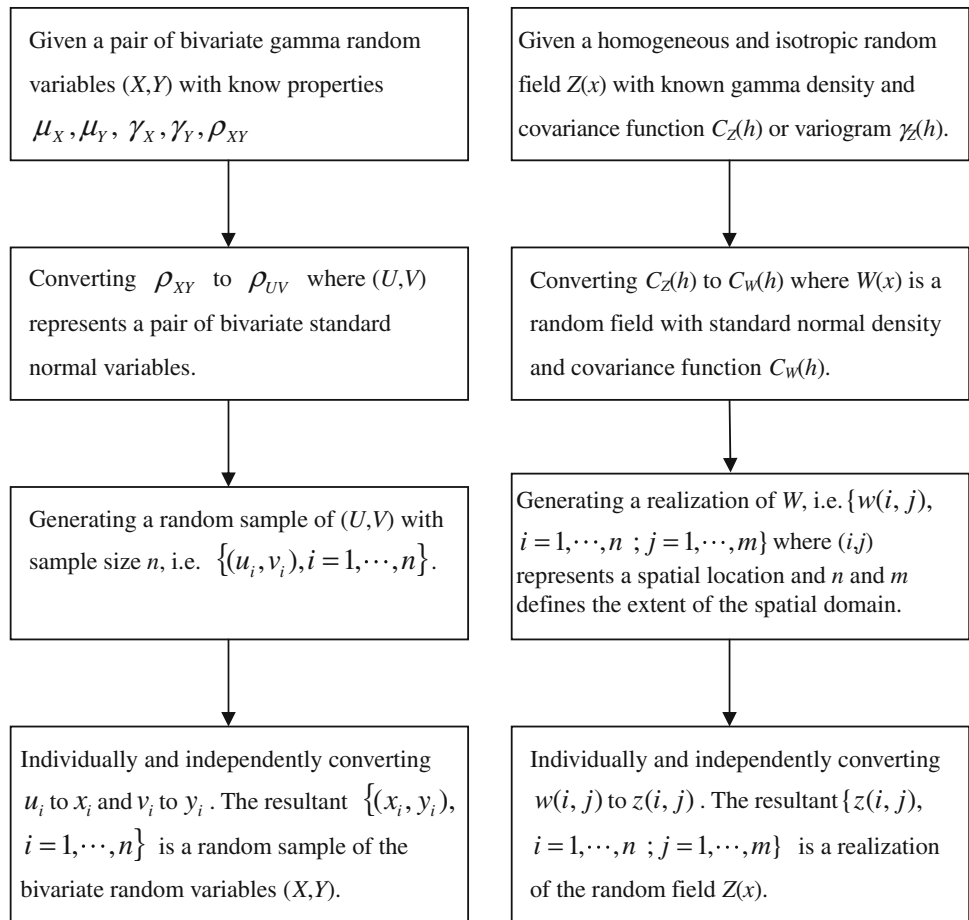 Given a pair of bivariate gamma random
variables (X,Y) with know properties
μ_X , μ_Y , γ_X , γ_Y , ρ_XY
Converting ρ_XY to ρ_UV where (U,V)
represents a pair of bivariate standard
normal variables.
Generating a random sample of (U,V) with
sample size n, i.e. {(u_i , v_i ), i = 1,⋯, n}.
Individually and independently converting
u_i to x_i and v_i to y_i . The resultant {(x_i , y_i ),
i = 1,⋯, n} is a random sample of the
bivariate random variables (X,Y).
Given a homogeneous and isotropic random
field Z(x) with known gamma density and
covariance function C_Z(h) or variogram γ_Z(h).
Converting C_Z(h) to C_W(h) where W(x) is a
random field with standard normal density
and covariance function C_W(h).
Generating a realization of W, i.e. {w(i, j),
i = 1,⋯, n ; j = 1,⋯, m} where (i,j)
represents a spatial location and n and m
defines the extent of the spatial domain.
Individually and independently converting
w(i, j) to z(i, j) . The resultant {z(i, j),
i = 1,⋯, n ; j = 1,⋯, m} is a realization
of the random field Z(x).